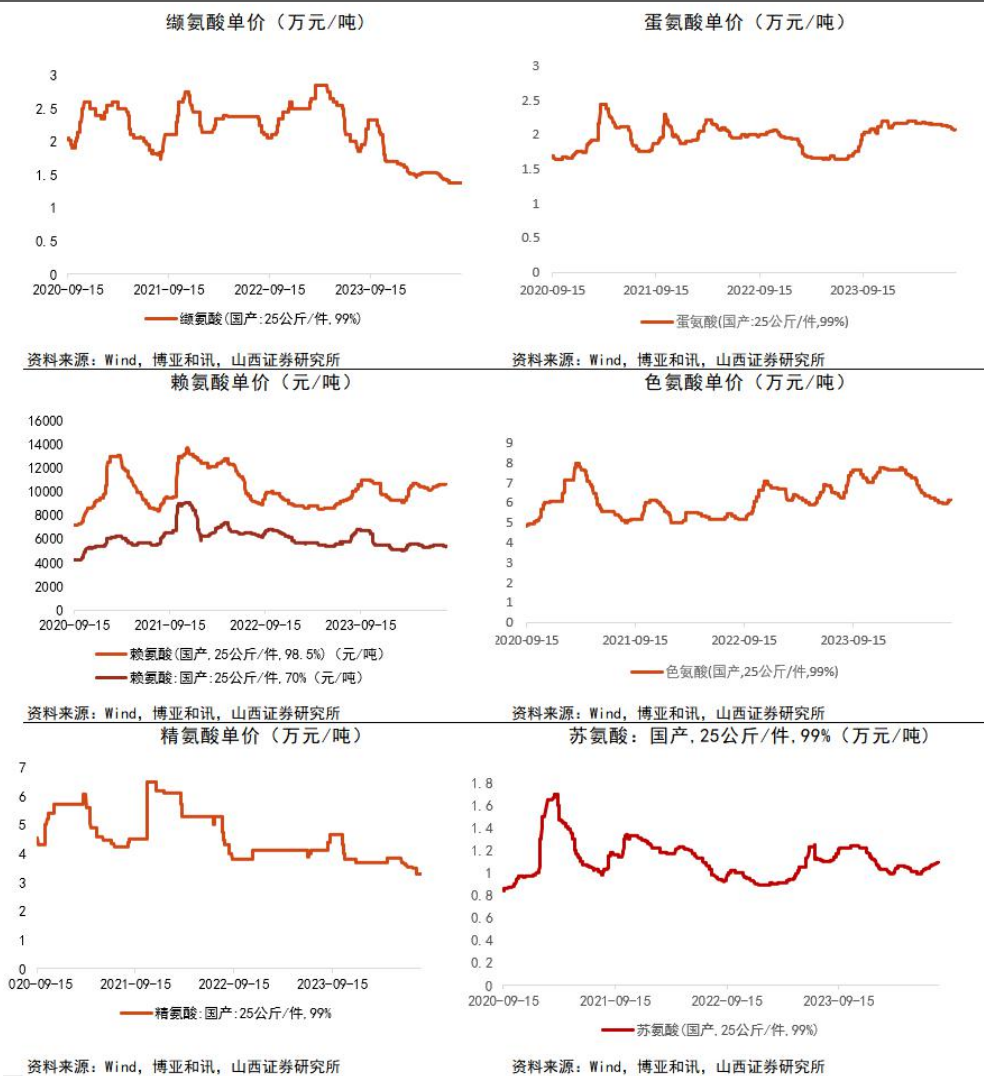 缬氨酸单价（万元/吨）
3
2.5
2
1.5
1
0.5
0
2020-09-15 2021-09-15 2022-09-15 2023-09-15
缬氨酸(国产:25公斤/件,99%)
资料来源：Wind，博亚和讯，山西证券研究所
蛋氨酸单价（万元/吨）
3
2.5
2
1.5
1
0.5
0
2020-09-15 2021-09-15 2022-09-15 2023-09-15
蛋氨酸(国产:25公斤/件,99%)
资料来源：Wind，博亚和讯，山西证券研究所
赖氨酸单价（元/吨）
16000
14000
12000
10000
8000
6000
4000
2000
0
2020-09-15 2021-09-15 2022-09-15 2023-09-15
赖氨酸(国产,25公斤/件,98.5%)（元/吨）
赖氨酸:国产:25公斤/件,70%（元/吨）
资料来源：Wind，博亚和讯，山西证券研究所
色氨酸单价（万元/吨）
9
8
7
6
5
4
3
2
1
0
2020-09-15 2021-09-15 2022-09-15 2023-09-15
色氨酸(国产,25公斤/件,99%)
资料来源：Wind，博亚和讯，山西证券研究所
精氨酸单价（万元/吨）
7
6
5
4
3
2
1
0
020-09-15 2021-09-15 2022-09-15 2023-09-15
精氨酸:国产:25公斤/件,99%
资料来源：Wind，博亚和讯，山西证券研究所
苏氨酸：国产,25公斤/件,99%（万元/吨）
1.8
1.6
1.4
1.2
1
0.8
0.6
0.4
0.2
0
2020-09-15 2021-09-15 2022-09-15 2023-09-15
苏氨酸(国产,25公斤/件,99%)
资料来源：Wind，博亚和讯，山西证券研究所